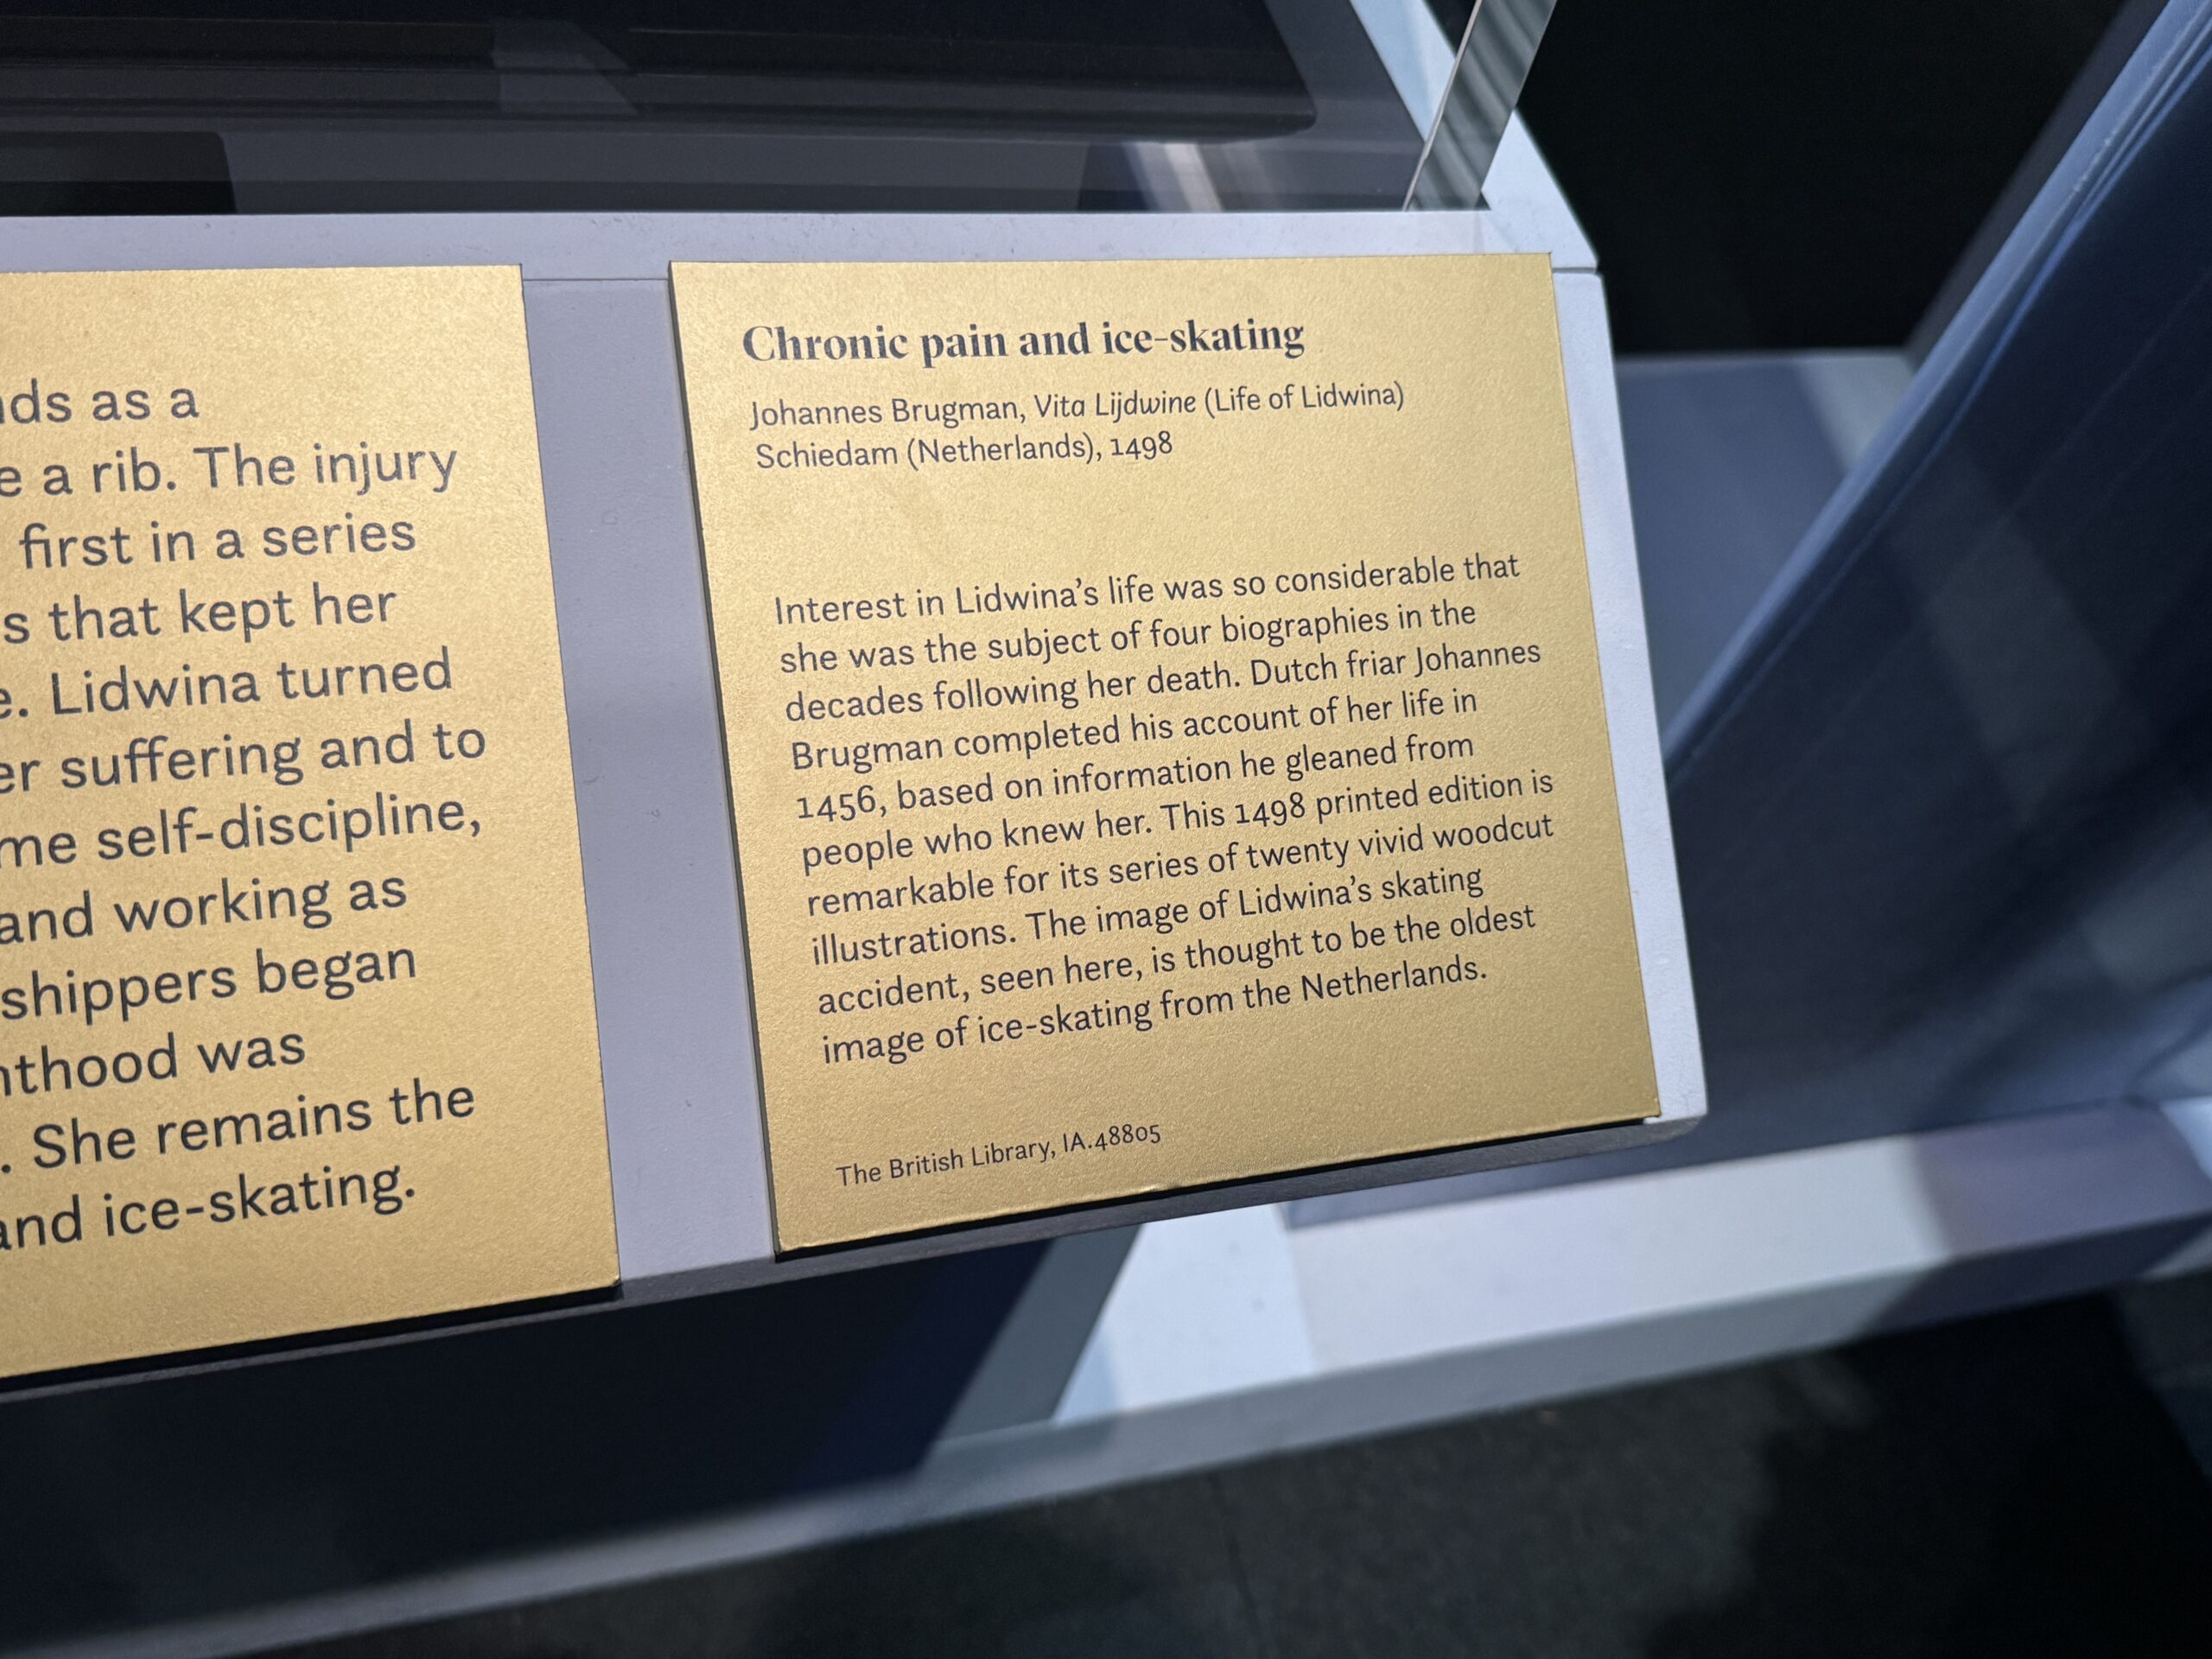 nds as a
e a rib. The injury
first in a series
s that kept her
e. Lidwina turned
er suffering and to
me self-discipline,
and working as
shippers began
nthood was
. She remains the
and ice-skating.
Chronic pain and ice-skating
Johannes Brugman, Vita Lijdwine (Life of Lidwina)
Schiedam (Netherlands), 1498
Interest in Lidwina's life was so considerable that
she was the subject of four biographies in the
decades following her death. Dutch friar Johannes
Brugman completed his account of her life in
1456, based on information he gleaned from
people who knew her. This 1498 printed edition is
remarkable for its series of twenty vivid woodcut
illustrations. The image of Lidwina's skating
accident, seen here, is thought to be the oldest
image of ice-skating from the Netherlands.
The British Library, IA.48805